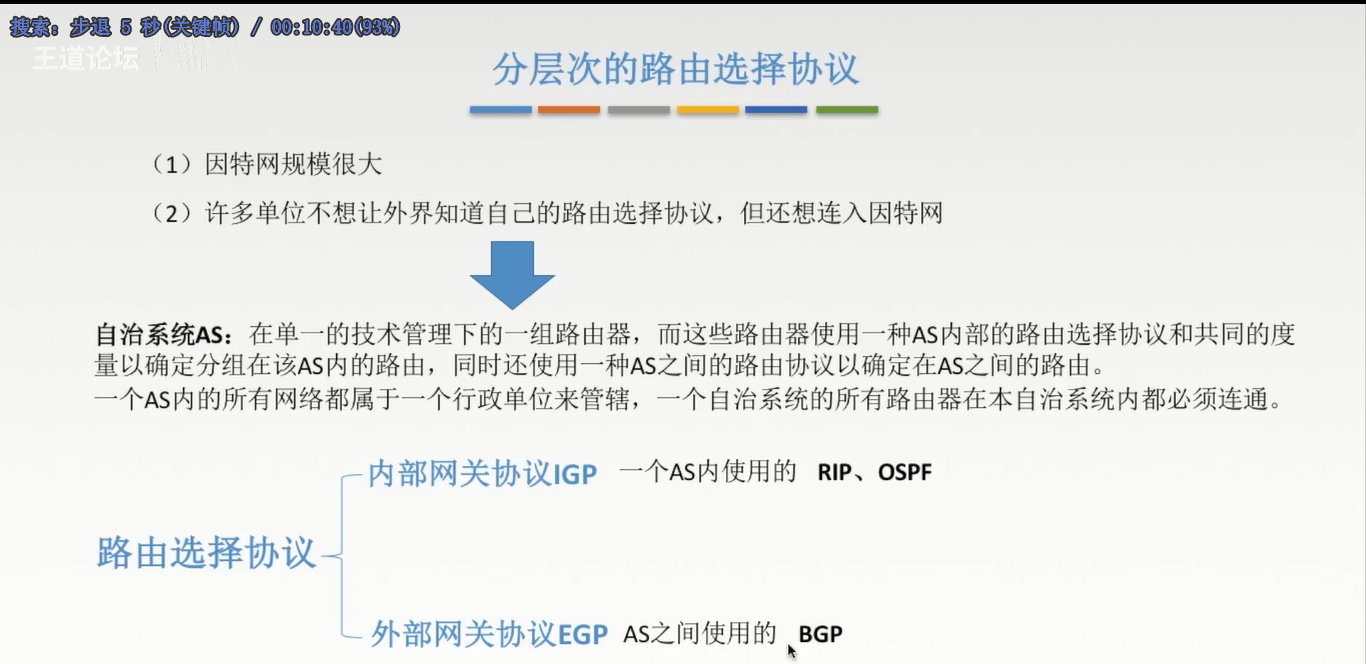 搜索: 步退 5 秒(关键帧) / 00:10:40(93%)
王道论坛
分层次的路由选择协议
（1）因特网规模很大
（2）许多单位不想让外界知道自己的路由选择协议，但还想连入因特网
自治系统AS：在单一的技术管理下的一组路由器，而这些路由器使用一种AS内部的路由选择协议和共同的度
量以确定分组在该AS内的路由，同时还使用一种AS之间的路由协议以确定在AS之间的路由。
一个AS内的所有网络都属于一个行政单位来管辖，一个自治系统的所有路由器在本自治系统内都必须连通。
内部网关协议IGP 一个AS内使用的 RIP、OSPF
路由选择协议
外部网关协议EGP AS之间使用的 BGP